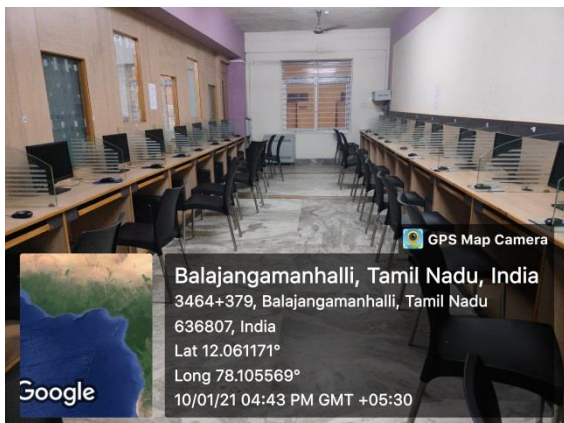 GPS Map Camera
Balajangamanhalli, Tamil Nadu, India
3464+379, Balajangamanhalli, Tamil Nadu
636807, India
Lat 12.061171°
Long 78.105569°
Google
10/01/21 04:43 PM GMT +05:30